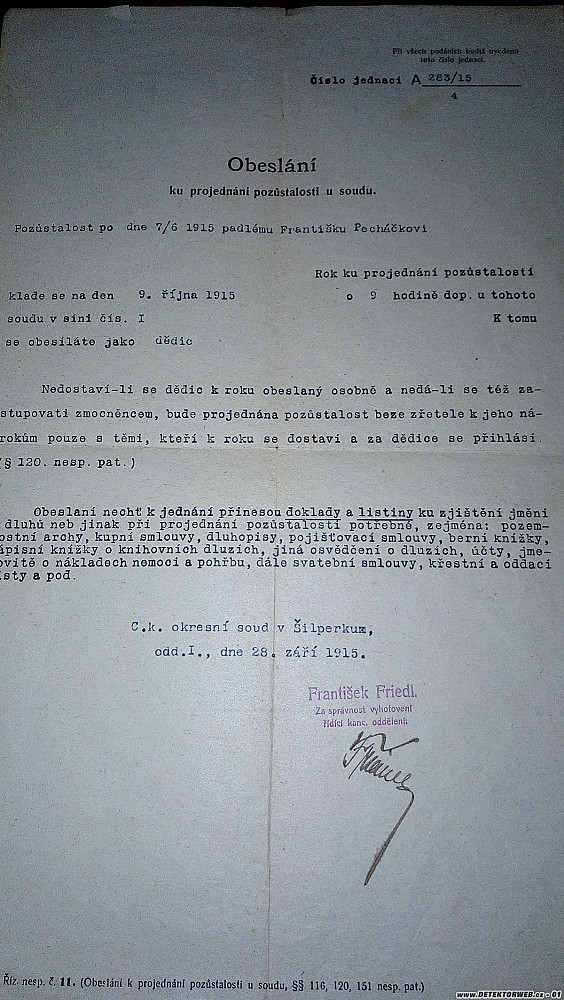 Při všech podáních budiž uvedeno
toto číslo jednací.
Číslo jednací A 283/15
4
Obeslání
ku projednání pozůstalosti u soudu.
Pozůstalost po dne 7/6 1915 padlému Františku Pecháčkovi
Rok ku projednání pozůstalosti
klade se na den 9. října 1915 o 9 hodině dop. u tohoto
soudu v síni čís. I K tomu
se obesíláte jako dědic
Nedostaví-li se dědic k roku obeslaný osobně a nedá-li se též za-
stupovati zmocněncem, bude projednána pozůstalost beze zřetele k jeho ná-
rokům pouze s těmi, kteří k roku se dostaví a za dědice se přihlásí.
(§ 120. nesp. pat.)
Obeslaní nechť k jednání přinesou doklady a listiny ku zjištění jmění
dluhů neb jinak při projednání pozůstalosti potřebné, zejména: pozem-
ostní archy, kupní smlouvy, dluhopisy, pojišťovací smlouvy, berní knížky,
ápisní knížky o knihovních dluzích, jiná osvědčení o dluzích, účty, jme-
ovitě o nákladech nemoci a pohřbu, dále svatební smlouvy, křestní a oddací
isty a pod.
C.k. okresní soud v Šilperkum,
odd.I., dne 28. září 1915.
František Friedl.
Za správnost vyhotovení
řídící kanc. oddělení:
Říz. nesp. č. 11. (Obeslání k projednání pozůstalosti u soudu, §§ 116, 120, 151 nesp. pat.)
www.DETEKTORWEB.cz - 01